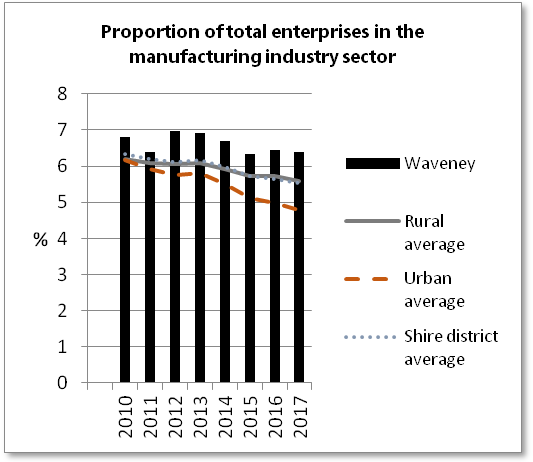 Proportion of total enterprises in the
manufacturing industry sector
8
7
6
5
4
3
2
1
0
%
2010
2011
2012
2013
2014
2015
2016
2017
Waveney
Rural
average
Urban
average
Shire district
average